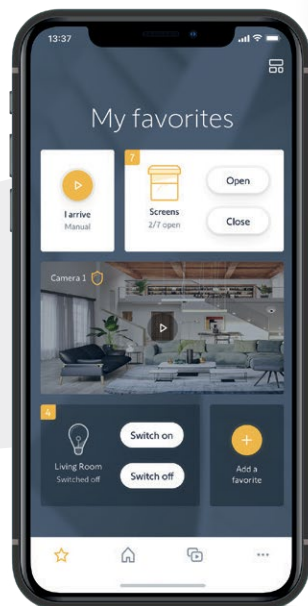 13:37
My favorites
I arrive
Manual
7
Screens
2/7 open
Open
Close
Camera 1
4
Living Room
Switched off
Switch on
Switch off
Add a
favorite